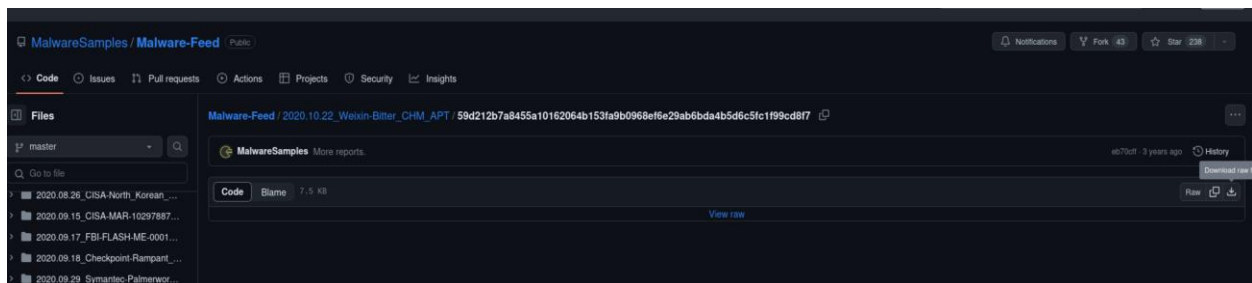 MalwareSamples / Malware-Feed Public
Notifications Fork 43 Star 238
Code Issues Pull requests Actions Projects Security Insights
Files
master
Go to file
2020.08.26_CISA-North_Korean_...
2020.09.15_CISA-MAR-10297887...
2020.09.17_FBI-FLASH-ME-0001...
2020.09.18_Checkpoint-Rampant_...
2020.09.29_Symantec-Palmerwor...
Malware-Feed / 2020.10.22_Weixin-Bitter_CHM_APT / 59d212b7a8455a10162064b153fa9b0968ef6e29ab6bda4b5d6c5fc1f99cd8f7
MalwareSamples More reports.
3 years ago History
Download raw
Code Blame 7.5 KB
Raw
View raw